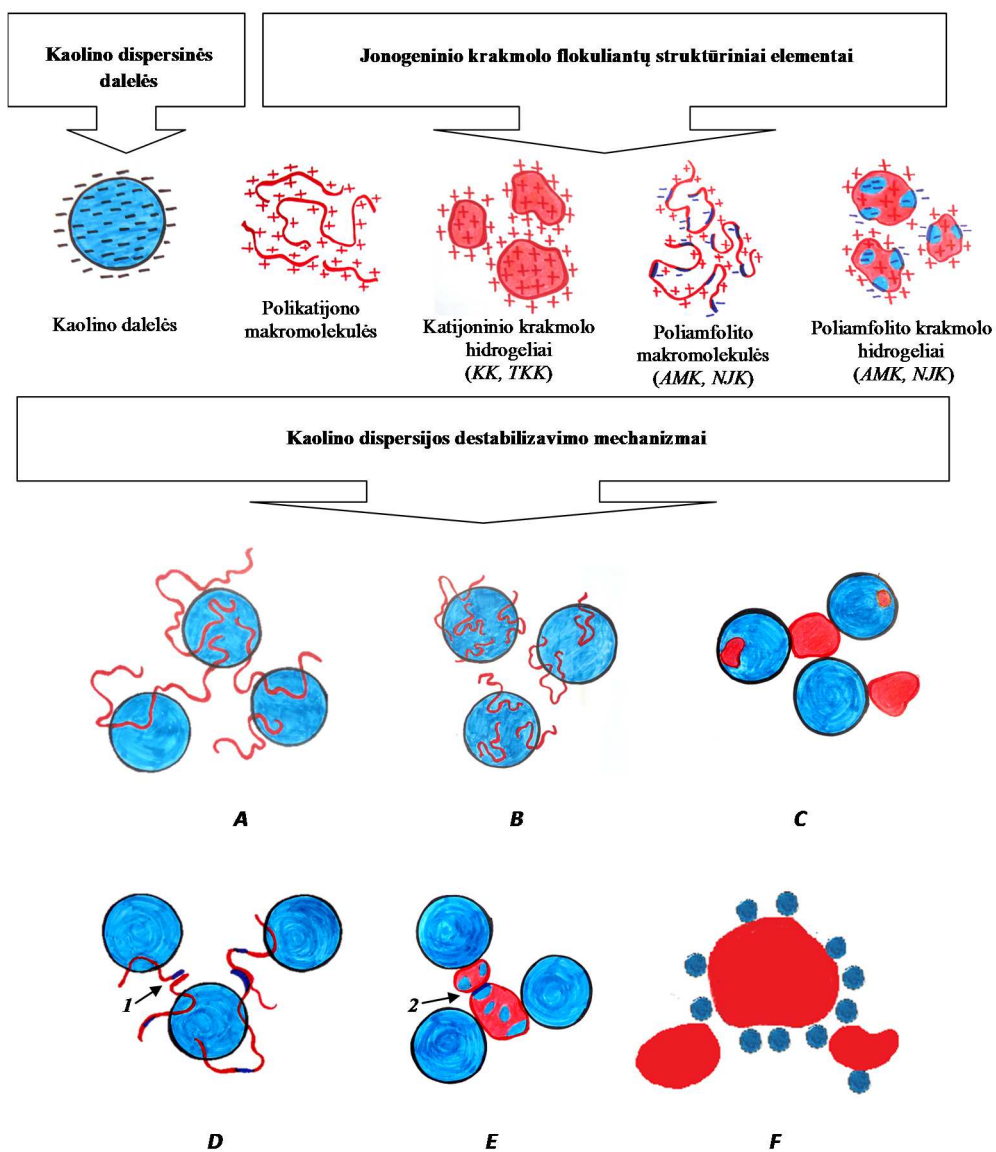 Kaolino dispersinės
dalelės
Jonogeninio krakmolo flokuliantų struktūriniai elementai
Kaolino dalelės
Polikatijono
makromolekulės
Katijoninio krakmolo
hidrogeliai
(KK, TKK)
Poliamfolito
makromolekulės
(AMK, NJK)
Poliamfolito krakmolo
hidrogeliai
(AMK, NJK)
Kaolino dispersijos destabilizavimo mechanizmai
A
B
C
1
2
D
E
F